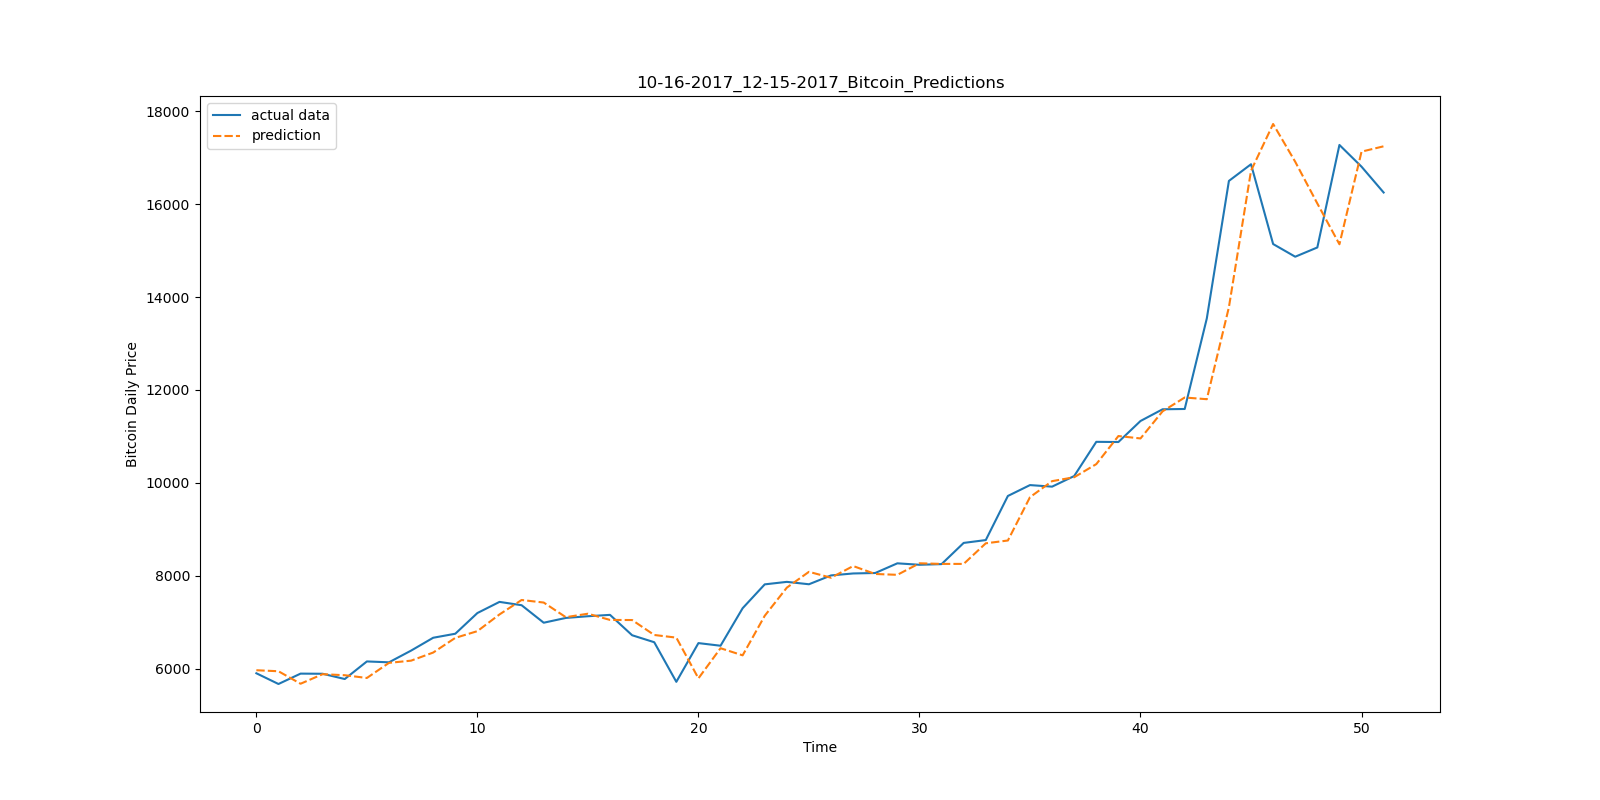 10-16-2017_12-15-2017_Bitcoin_Predictions
actual data
prediction
18000
16000
14000
12000
10000
8000
6000
Bitcoin Daily Price
0 10 20 30 40 50
Time